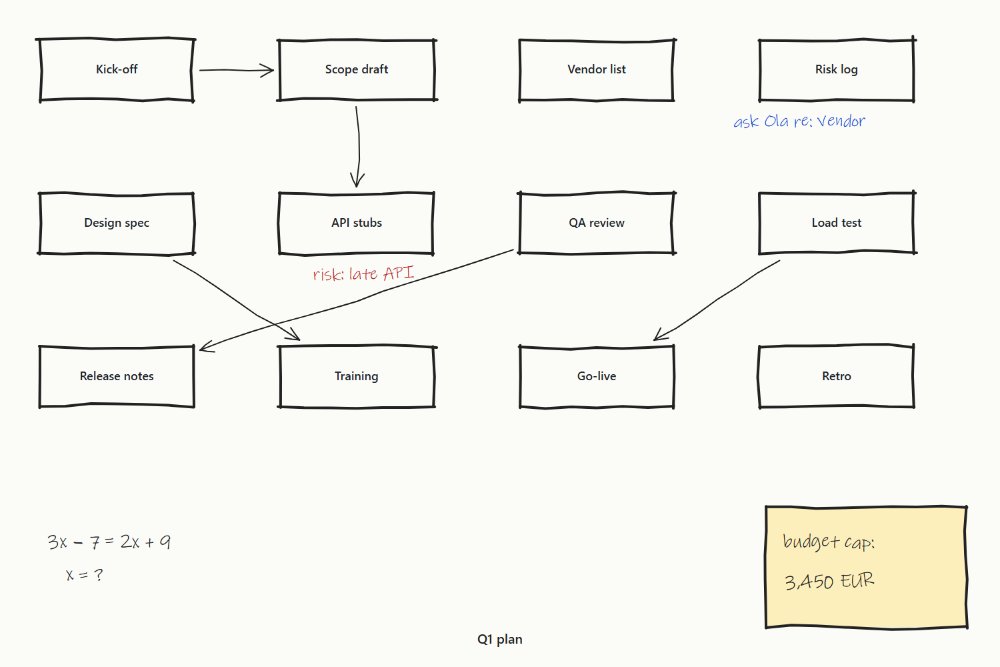 Kick-off
Scope draft
Vendor list
Risk log
ask Ola re: Vendor
Design spec
API stubs
QA review
Load test
risk: late API
Release notes
Training
Go-live
Retro
3x - 7 = 2x + 9
x = ?
budget cap:
3,450 EUR
Q1 plan